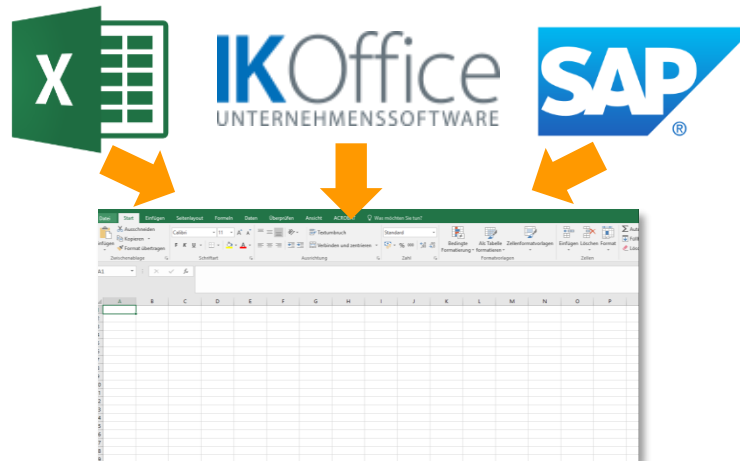 X
IKOffice
UNTERNEHMENSSOFTWARE
SAP
®
Datei Start Einfügen Seitenlayout Formeln Daten Überprüfen Ansicht Was möchten Sie tun?
Ausschneiden
Kopieren
Format übertragen
Zwischenablage
Calibri 11
F K U
Schriftart
Textumbruch
Verbinden und zentrieren
Ausrichtung
Standard
% 000
Zahl
Bedingte Formatierung
Als Tabelle formatieren
Zellenformatvorlagen
Formatvorlagen
Einfügen Löschen Format
Zellen
A1
A B C D E F G H I J K L M N O P